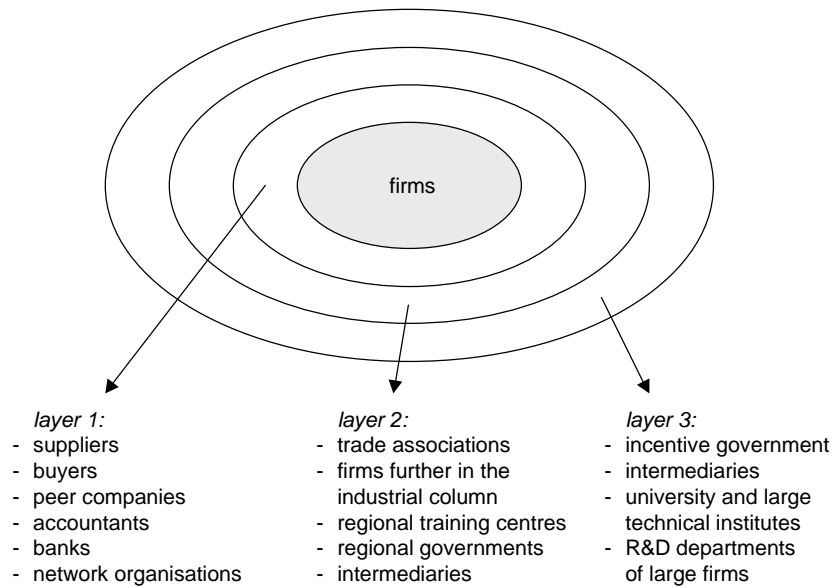 firms
layer 1:
- suppliers
- buyers
- peer companies
- accountants
- banks
- network organisations
layer 2:
- trade associations
- firms further in the
industrial column
- regional training centres
- regional governments
- intermediaries
layer 3:
- incentive government
- intermediaries
- university and large
technical institutes
- R&D departments
of large firms